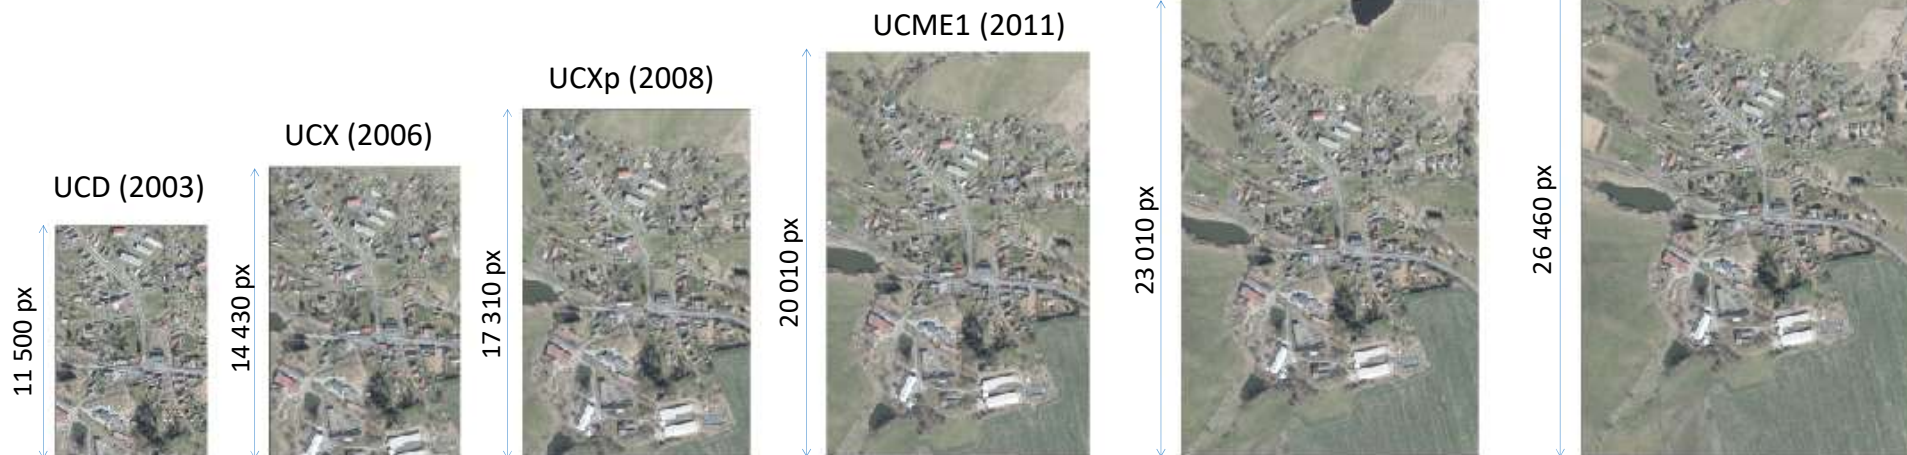 UCD (2003)
11 500 px
UCX (2006)
14 430 px
UCXp (2008)
17 310 px
UCME1 (2011)
20 010 px
23 010 px
26 460 px